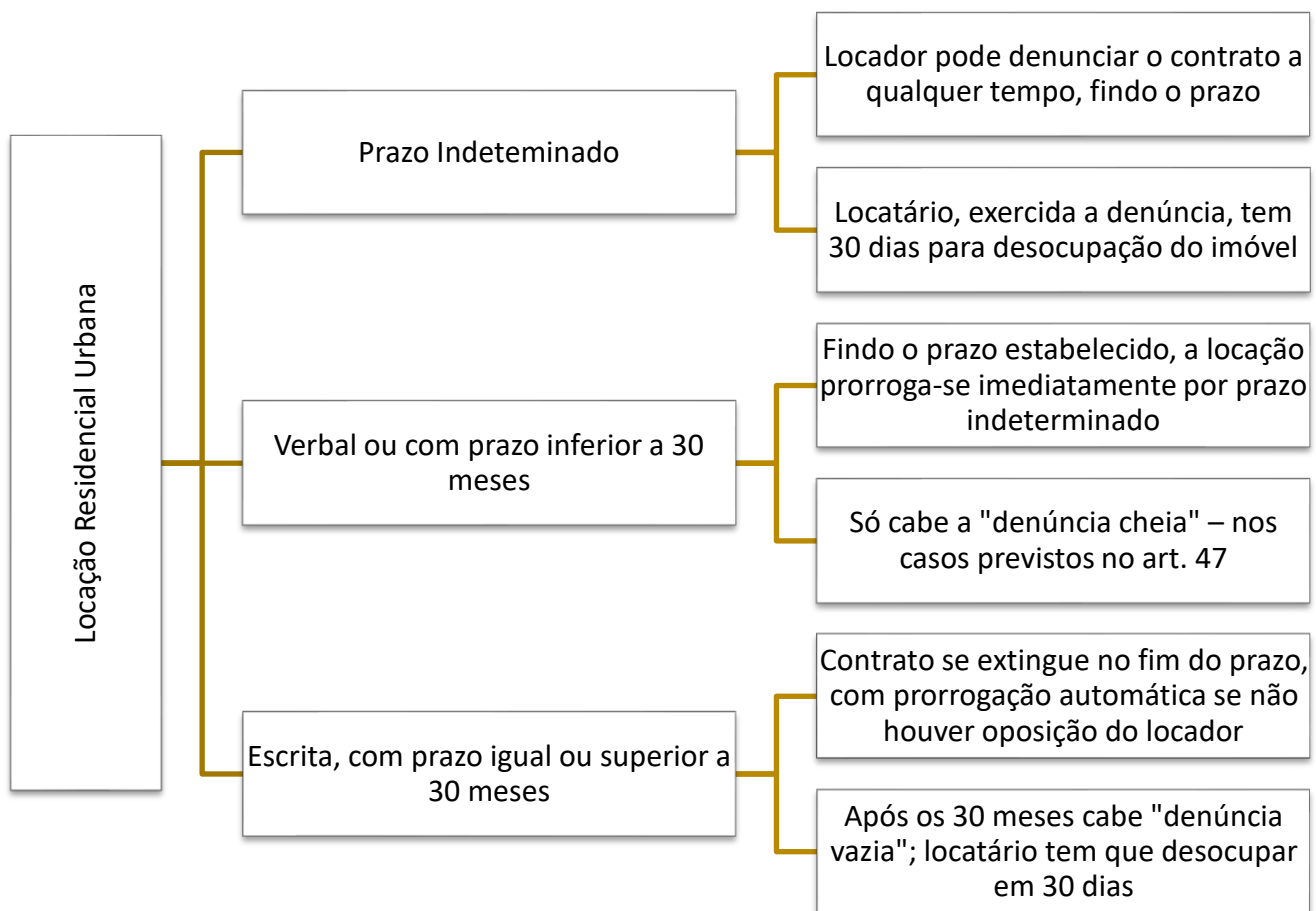 Locação Residencial Urbana
Prazo Indeteminado
Locador pode denunciar o contrato a
qualquer tempo, findo o prazo
Locatário, exercida a denúncia, tem
30 dias para desocupação do imóvel
Verbal ou com prazo inferior a 30
meses
Findo o prazo estabelecido, a locação
prorroga-se imediatamente por prazo
indeterminado
Só cabe a "denúncia cheia" – nos
casos previstos no art. 47
Escrita, com prazo igual ou superior a
30 meses
Contrato se extingue no fim do prazo,
com prorrogação automática se não
houver oposição do locador
Após os 30 meses cabe "denúncia
vazia"; locatário tem que desocupar
em 30 dias